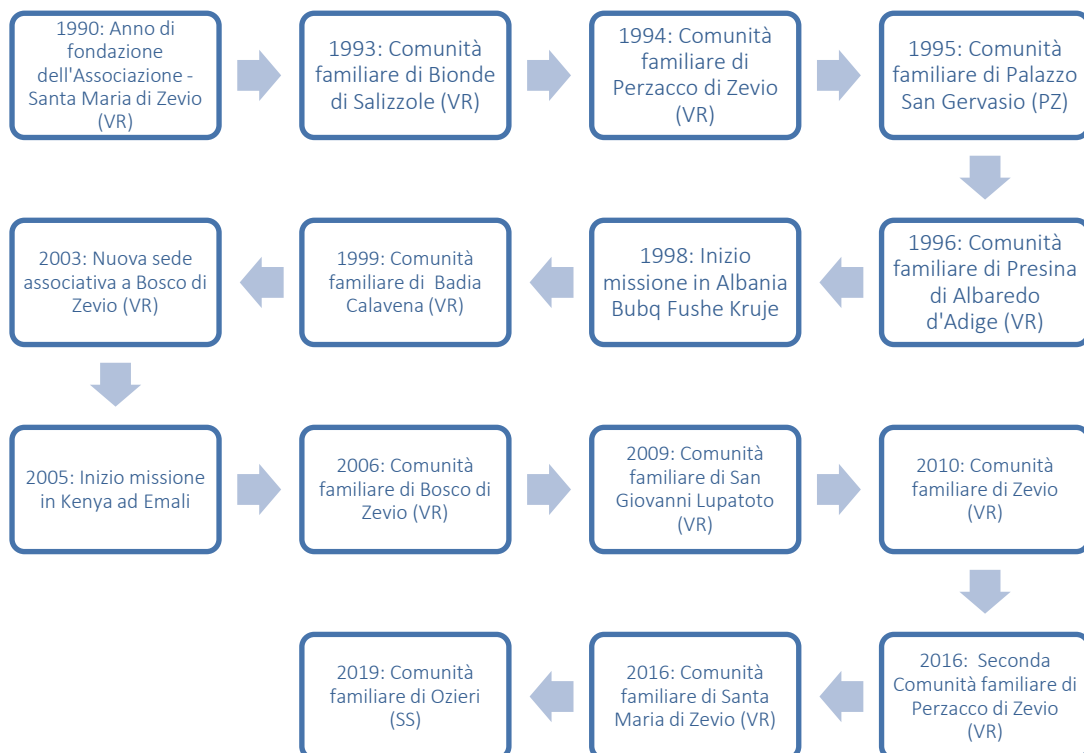 1990: Anno di
fondazione
dell'Associazione -
Santa Maria di Zevio
(VR)
1993: Comunità
familiare di Bionde
di Salizzole (VR)
1994: Comunità
familiare di
Perzacco di Zevio
(VR)
1995: Comunità
familiare di Palazzo
San Gervasio (PZ)
1996: Comunità
familiare di Presina
di Albaredo
d'Adige (VR)
1998: Inizio
missione in Albania
Bubq Fushe Kruje
1999: Comunità
familiare di  Badia
Calavena (VR)
2003: Nuova sede
associativa a Bosco di
Zevio (VR)
2005: Inizio missione
in Kenya ad Emali
2006: Comunità
familiare di Bosco di
Zevio (VR)
2009: Comunità
familiare di San
Giovanni Lupatoto
(VR)
2010: Comunità
familiare di Zevio
(VR)
2016:  Seconda
Comunità familiare di
Perzacco di Zevio
(VR)
2016: Comunità
familiare di Santa
Maria di Zevio (VR)
2019: Comunità
familiare di Ozieri
(SS)